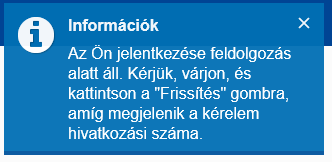 Információk
Az Ön jelentkezése feldolgozás
alatt áll. Kérjük, várjon, és
kattintson a "Frissítés" gombra,
amíg megjelenik a kérelem
hivatkozási száma.